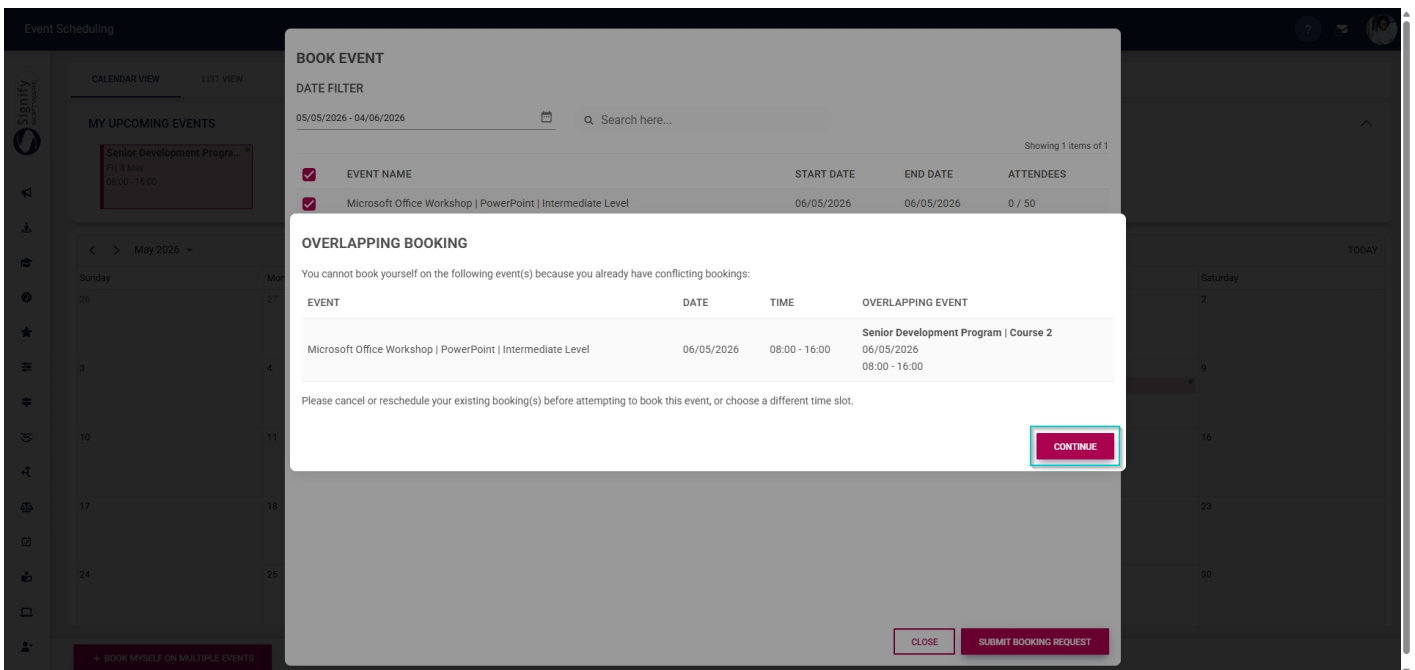 Event Scheduling
?
Signify
SOFTWARE
CALENDAR VIEW LIST VIEW
MY UPCOMING EVENTS
Senior Development Progra...
Fri, 8 May
08:00 - 16:00
BOOK EVENT
DATE FILTER
05/05/2026 - 04/06/2026 Search here...
Showing 1 items of 1
EVENT NAME START DATE END DATE ATTENDEES
Microsoft Office Workshop | PowerPoint | Intermediate Level 06/05/2026 06/05/2026 0 / 50
OVERLAPPING BOOKING
You cannot book yourself on the following event(s) because you already have conflicting bookings:
EVENT DATE TIME OVERLAPPING EVENT
Senior Development Program | Course 2
Microsoft Office Workshop | PowerPoint | Intermediate Level 06/05/2026 08:00 - 16:00 06/05/2026
08:00 - 16:00
Please cancel or reschedule your existing booking(s) before attempting to book this event, or choose a different time slot.
CONTINUE
May 2026 TODAY
Sunday Mon Saturday
26 27 2
3 4 9
10 11 16
17 18 23
24 25 30
CLOSE SUBMIT BOOKING REQUEST
+ BOOK MYSELF ON MULTIPLE EVENTS